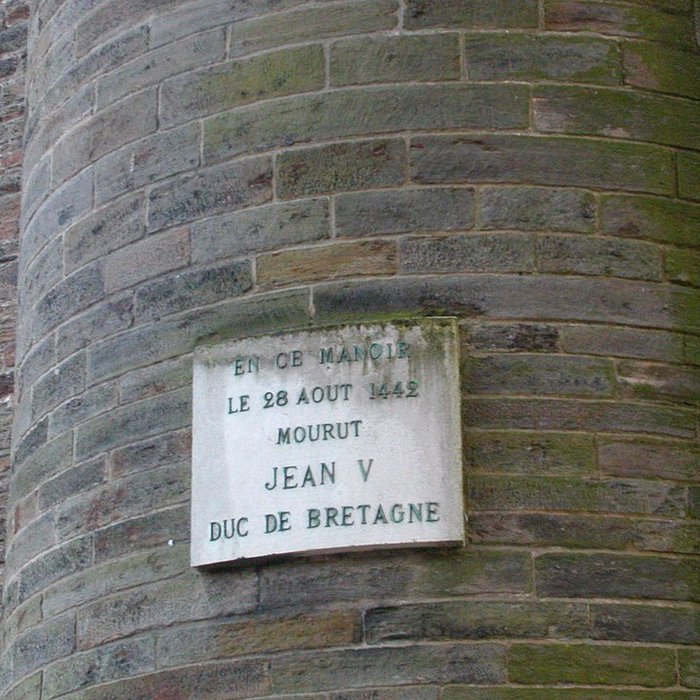 EN CE MANOIR
LE 28 AOUT 1442
MOURUT
JEAN V
DUC DE BRETAGNE